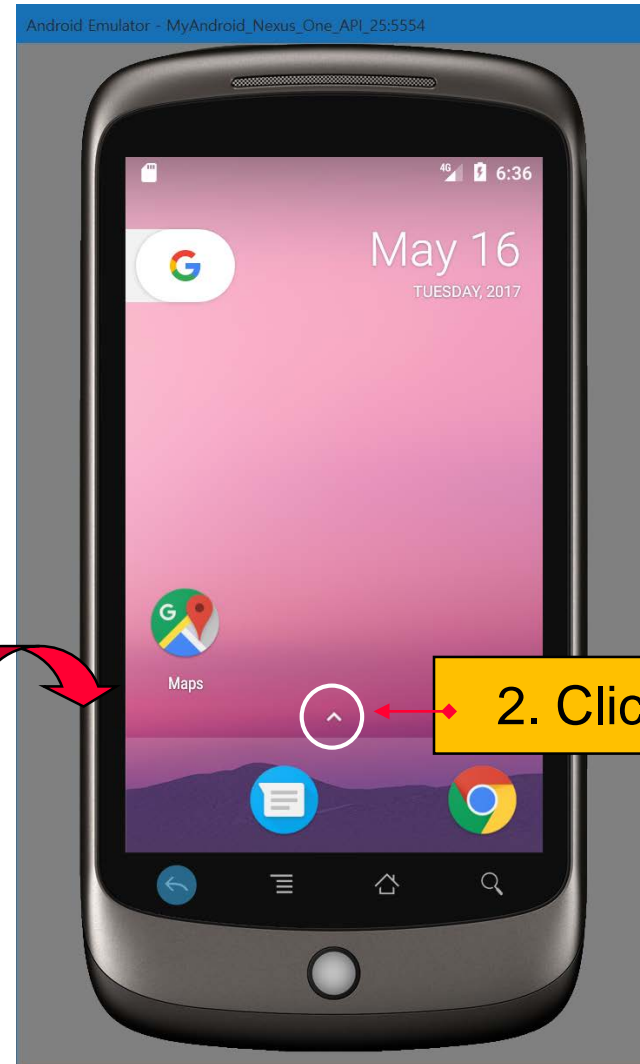 Android Emulator - MyAndroid_Nexus_One_API_25:5554
4G 6:36
G
May 16
TUESDAY, 2017
G
Maps
2. Clic